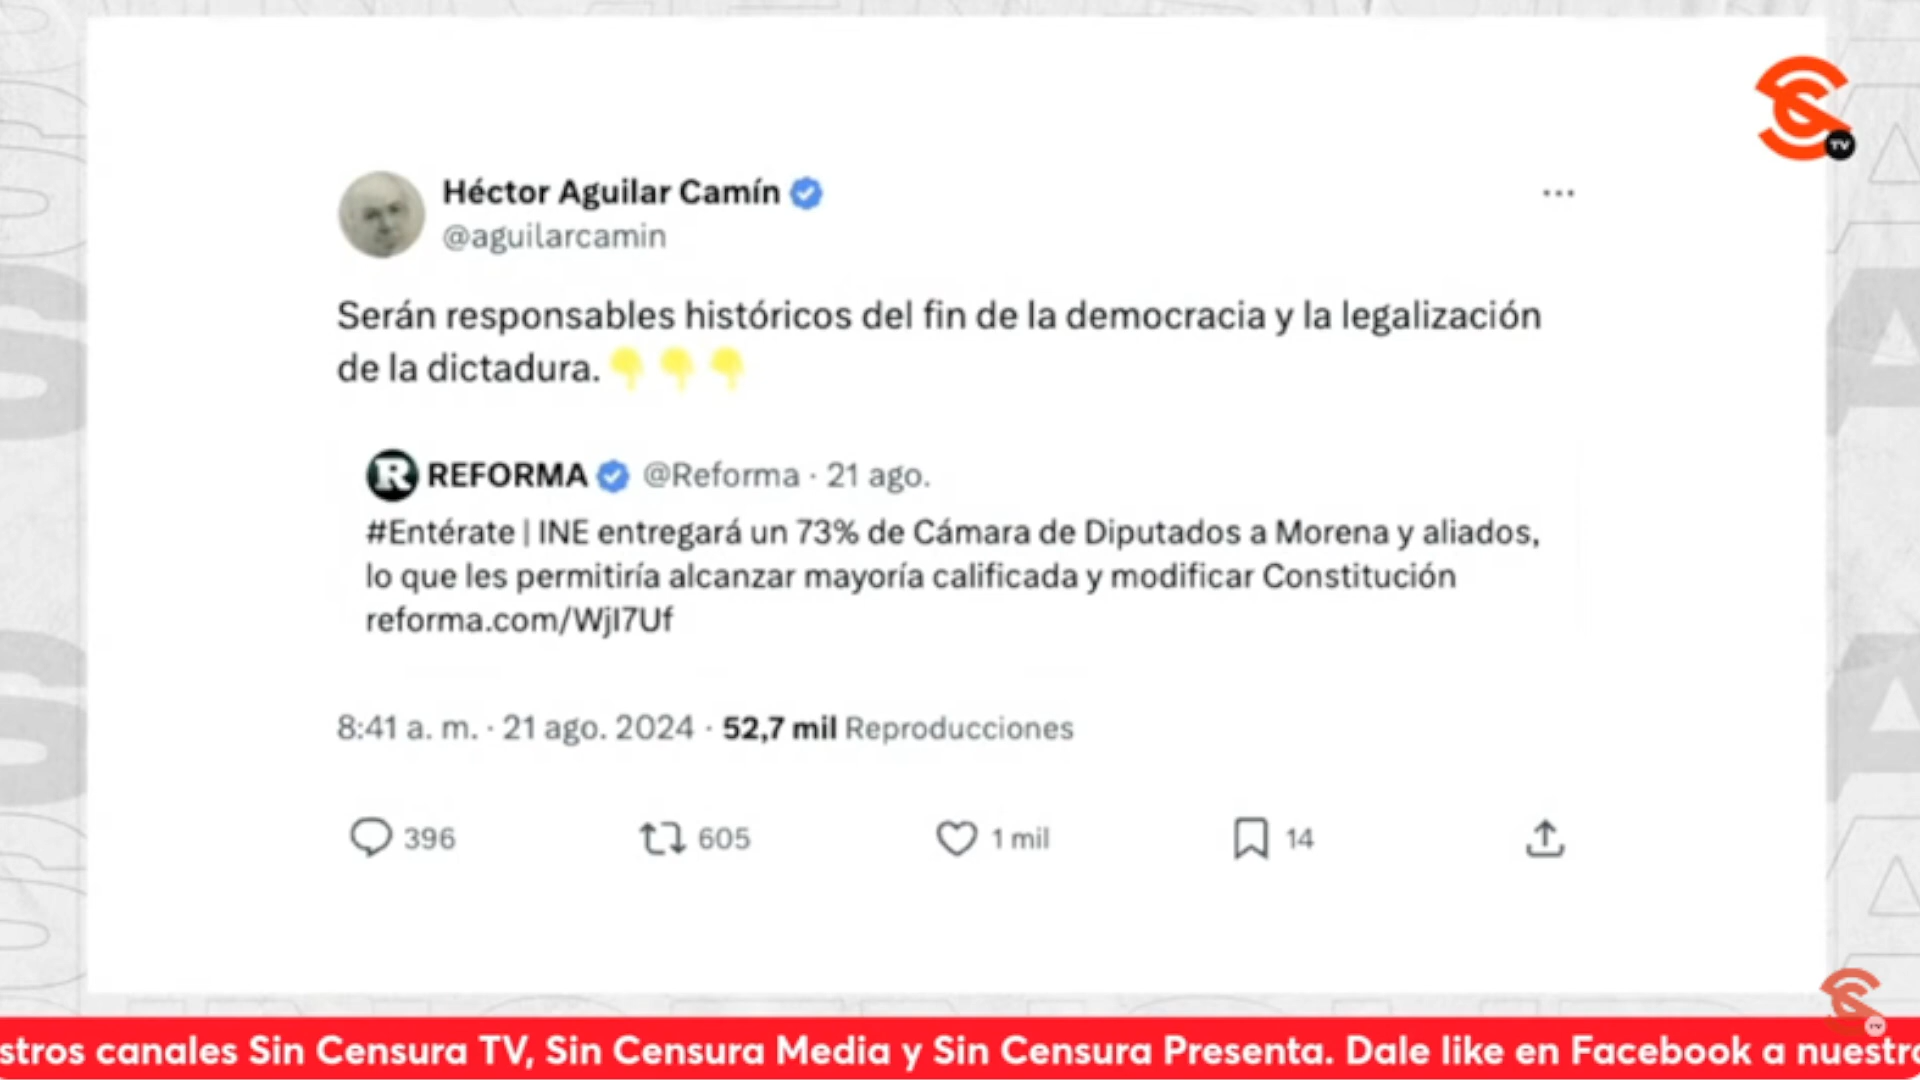 TV
Héctor Aguilar Camín
@aguilarcamin
Serán responsables históricos del fin de la democracia y la legalización
de la dictadura. 👇👇👇
R REFORMA @Reforma · 21 ago.
#Entérate | INE entregará un 73% de Cámara de Diputados a Morena y aliados,
lo que les permitiría alcanzar mayoría calificada y modificar Constitución
reforma.com/WjI7Uf
8:41 a. m. · 21 ago. 2024 · 52,7 mil Reproducciones
396 605 1 mil 14
TV
stros canales Sin Censura TV, Sin Censura Media y Sin Censura Presenta. Dale like en Facebook a nuestr